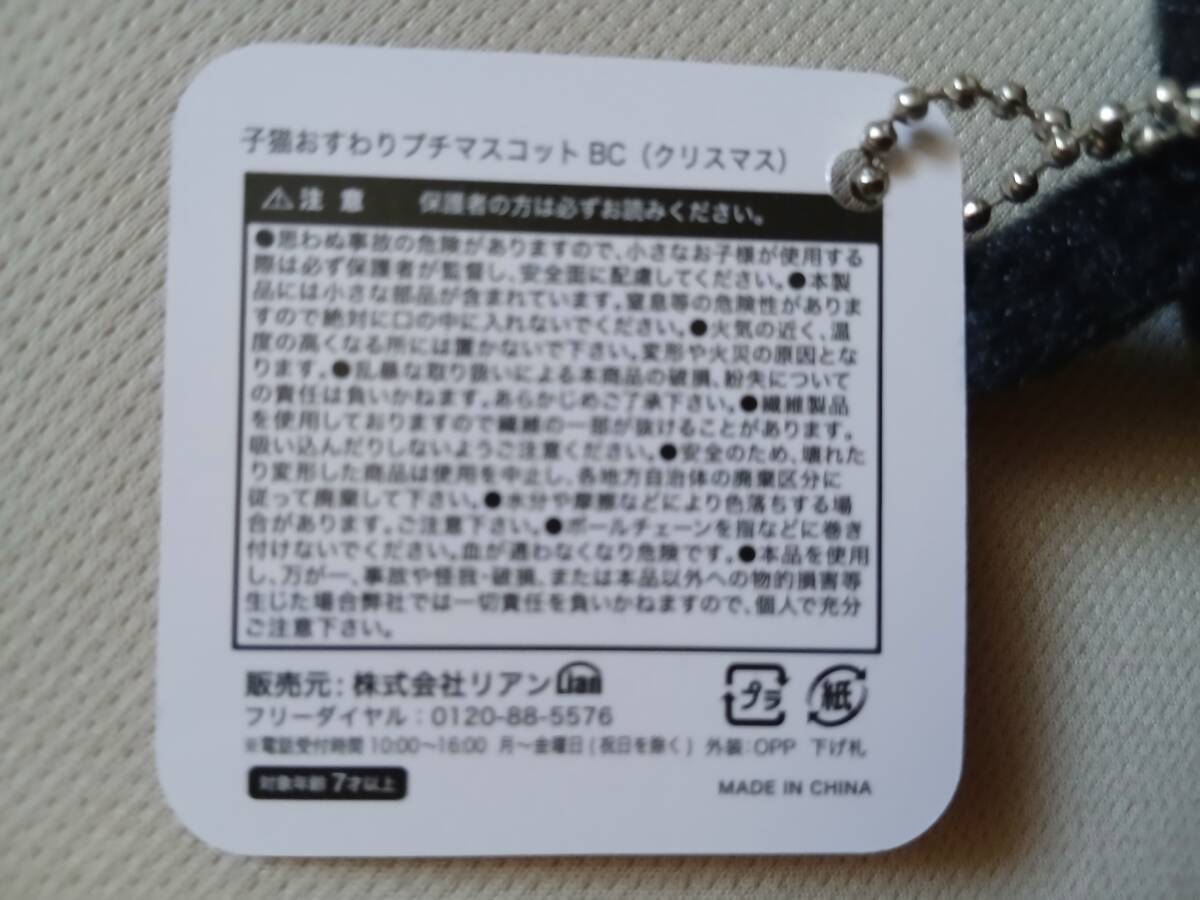 子猫おすわりプチマスコット BC（クリスマス）
⚠注 意 保護者の方は必ずお読みください。
●思わぬ事故の危険がありますので、小さなお子様が使用する
際は必ず保護者が監督し、安全面に配慮してください。●本製
品には小さな部品が含まれています。窒息等の危険性がありま
すので絶対に口の中に入れないでください。●火気の近く、温
度の高くなる所には置かないで下さい。変形や火災の原因とな
ります。●乱暴な取り扱いによる本商品の破損、紛失について
の責任は負いかねます。あらかじめご了承下さい。●繊維製品
を使用しておりますので繊維の一部が抜けることがあります。
吸い込んだりしないようご注意ください。●安全のため、壊れた
り変形した商品は使用を中止し、各地方自治体の廃棄区分に
従って廃棄して下さい。●水分や摩擦などにより色落ちする場
合があります。ご注意下さい。●ボールチェーンを指などに巻き
付けないでください。血が通わなくなり危険です。●本品を使用
し、万が一、事故や怪我・破損、または本品以外への物的損害等
生じた場合弊社では一切責任を負いかねますので、個人で充分
ご注意下さい。
販売元：株式会社リアン Lian
フリーダイヤル：0120-88-5576
※電話受付時間 10:00〜16:00 月〜金曜日(祝日を除く)
プラ 紙
外装：OPP 下げ札
対象年齢 7才以上
MADE IN CHINA